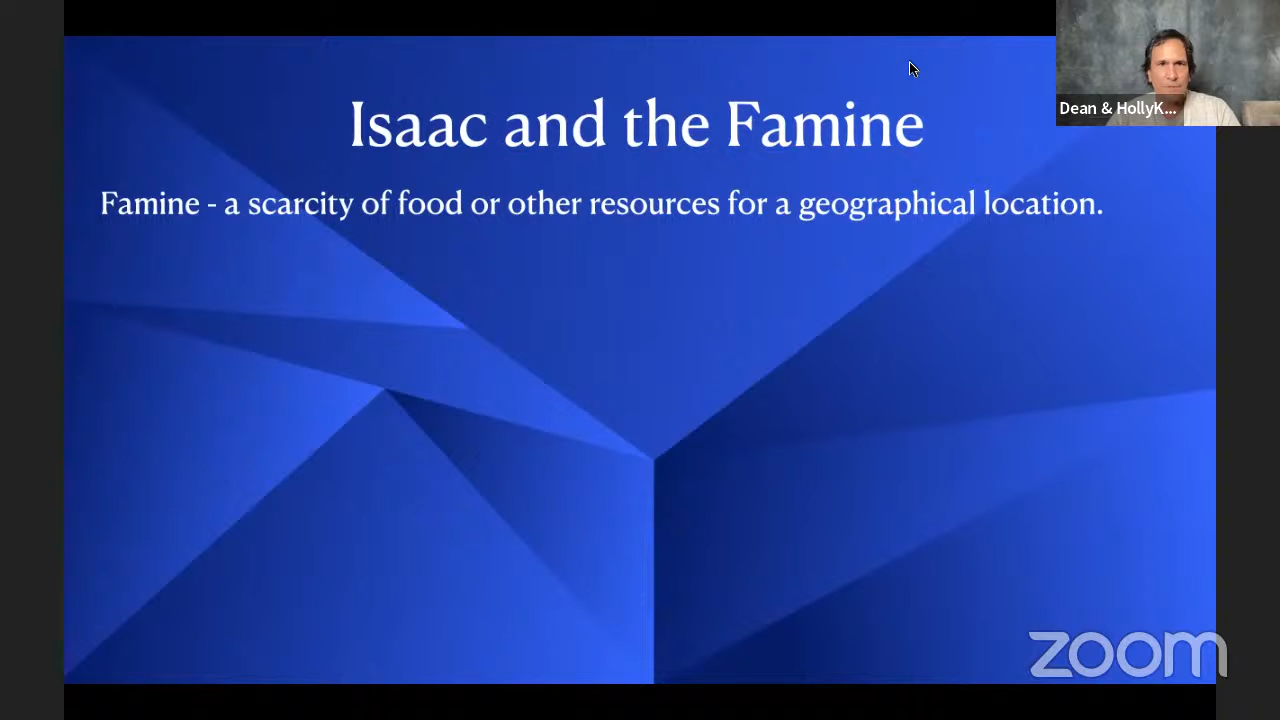 Isaac and the Famine
Dean & HollyK...
Famine - a scarcity of food or other resources for a geographical location.
zoom